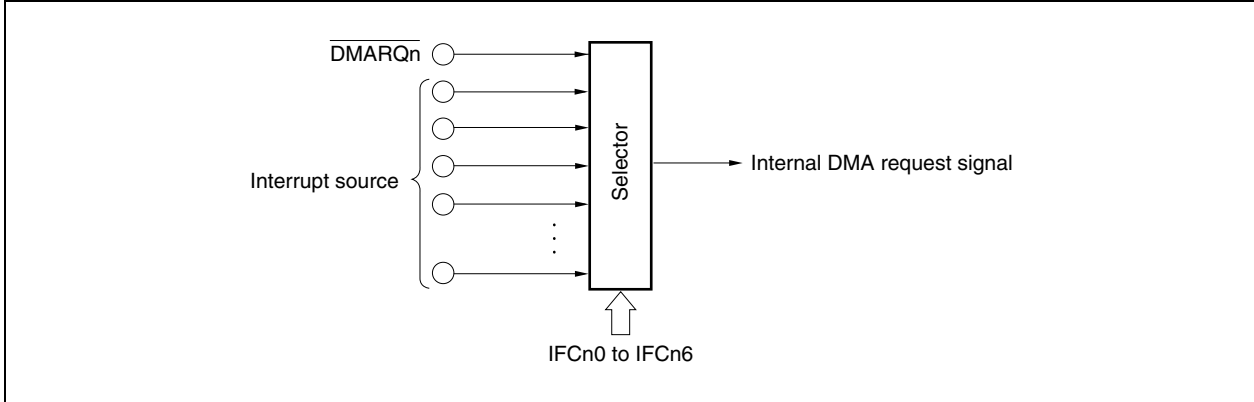 DMARQn
Interrupt source
Selector
Internal DMA request signal
IFCn0 to IFCn6